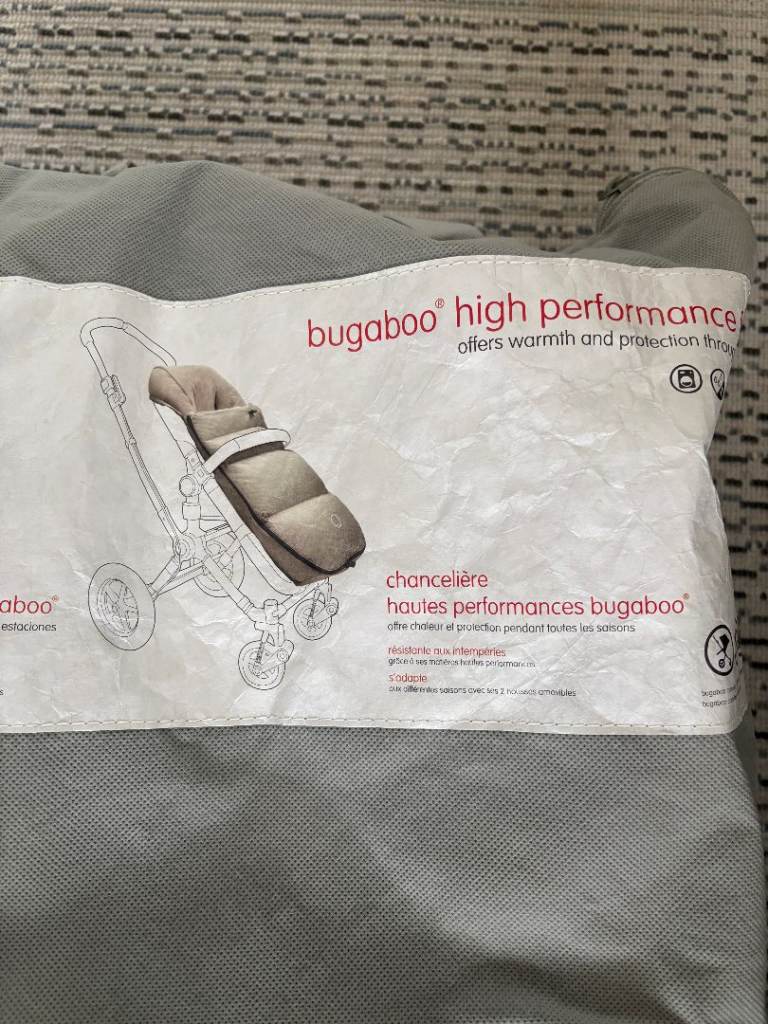 bugaboo® high performance
offers warmth and protection
aboo®
estaciones
s
chancelière
hautes performances bugaboo®
offre chaleur et protection pendant toutes les saisons
résistante aux intempéries
grâce à ses matières hautes performances
s'adapte
aux différentes saisons avec ses 2 housses amovibles
bugaboo
bugaboo